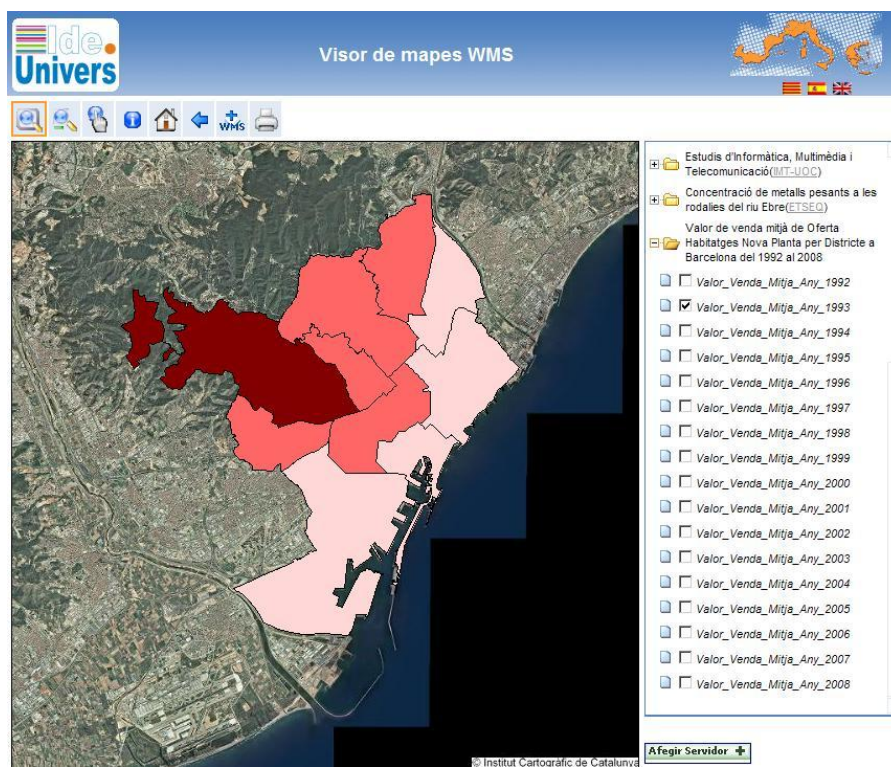 Ide
Univers
Visor de mapes WMS
WMS
Estudis d'Informàtica, Multimèdia i
Telecomunicació(IMT-UOC)
Concentració de metalls pesants a les
rodalies del riu Ebre(ETSEQ)
Valor de venda mitjà de Oferta
Habitatges Nova Planta per Districte a
Barcelona del 1992 al 2008
Valor_Venda_Mitja_Any_1992
Valor_Venda_Mitja_Any_1993
Valor_Venda_Mitja_Any_1994
Valor_Venda_Mitja_Any_1995
Valor_Venda_Mitja_Any_1996
Valor_Venda_Mitja_Any_1997
Valor_Venda_Mitja_Any_1998
Valor_Venda_Mitja_Any_1999
Valor_Venda_Mitja_Any_2000
Valor_Venda_Mitja_Any_2001
Valor_Venda_Mitja_Any_2002
Valor_Venda_Mitja_Any_2003
Valor_Venda_Mitja_Any_2004
Valor_Venda_Mitja_Any_2005
Valor_Venda_Mitja_Any_2006
Valor_Venda_Mitja_Any_2007
Valor_Venda_Mitja_Any_2008
© Institut Cartogràfic de Catalunya
Afegir Servidor